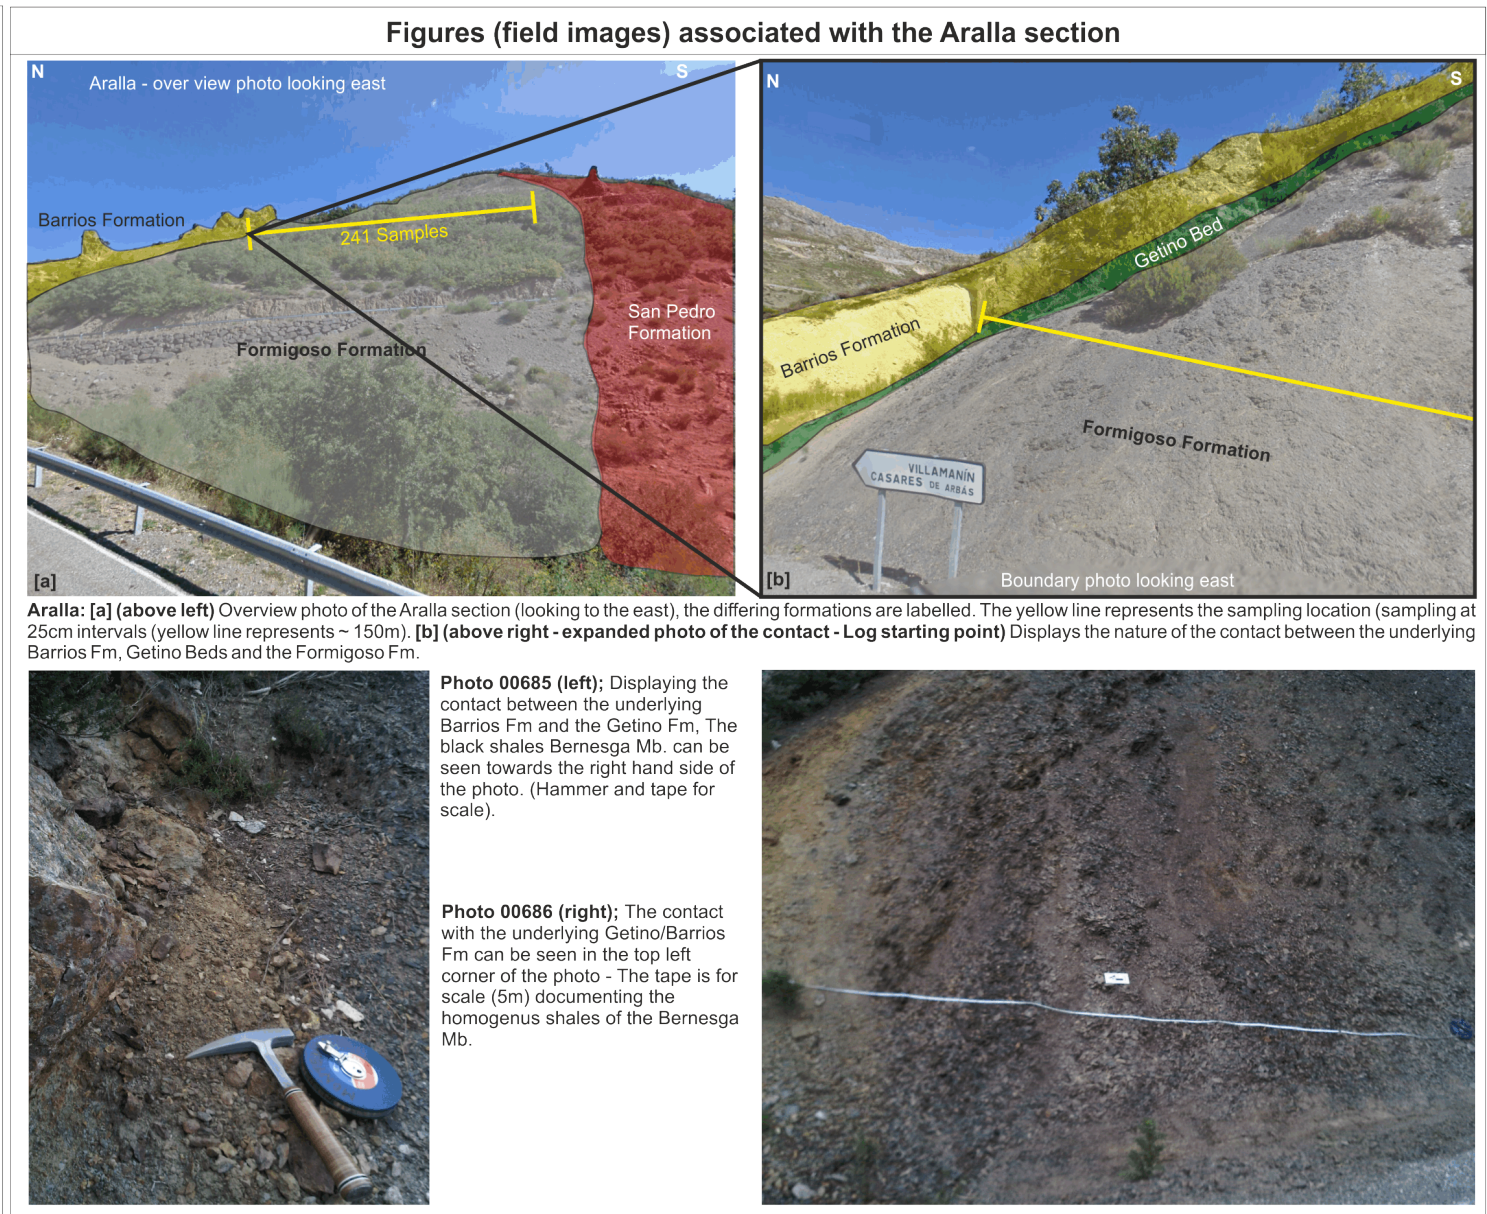 Figures (field images) associated with the Aralla section
N
S
Aralla - over view photo looking east
Barrios Formation
241 Samples
San Pedro
Formation
Formigoso Formation
[a]
N
S
Getino Bed
Barrios Formation
Formigoso Formation
VILLAMANÍN
CASARES DE ARBÁS
[b]
Boundary photo looking east
Aralla: [a] (above left) Overview photo of the Aralla section (looking to the east), the differing formations are labelled. The yellow line represents the sampling location (sampling at
25cm intervals (yellow line represents ~ 150m). [b] (above right - expanded photo of the contact - Log starting point) Displays the nature of the contact between the underlying
Barrios Fm, Getino Beds and the Formigoso Fm.
Photo 00685 (left); Displaying the
contact between the underlying
Barrios Fm and the Getino Fm, The
black shales Bernesga Mb. can be
seen towards the right hand side of
the photo. (Hammer and tape for
scale).
Photo 00686 (right); The contact
with the underlying Getino/Barrios
Fm can be seen in the top left
corner of the photo - The tape is for
scale (5m) documenting the
homogenus shales of the Bernesga
Mb.